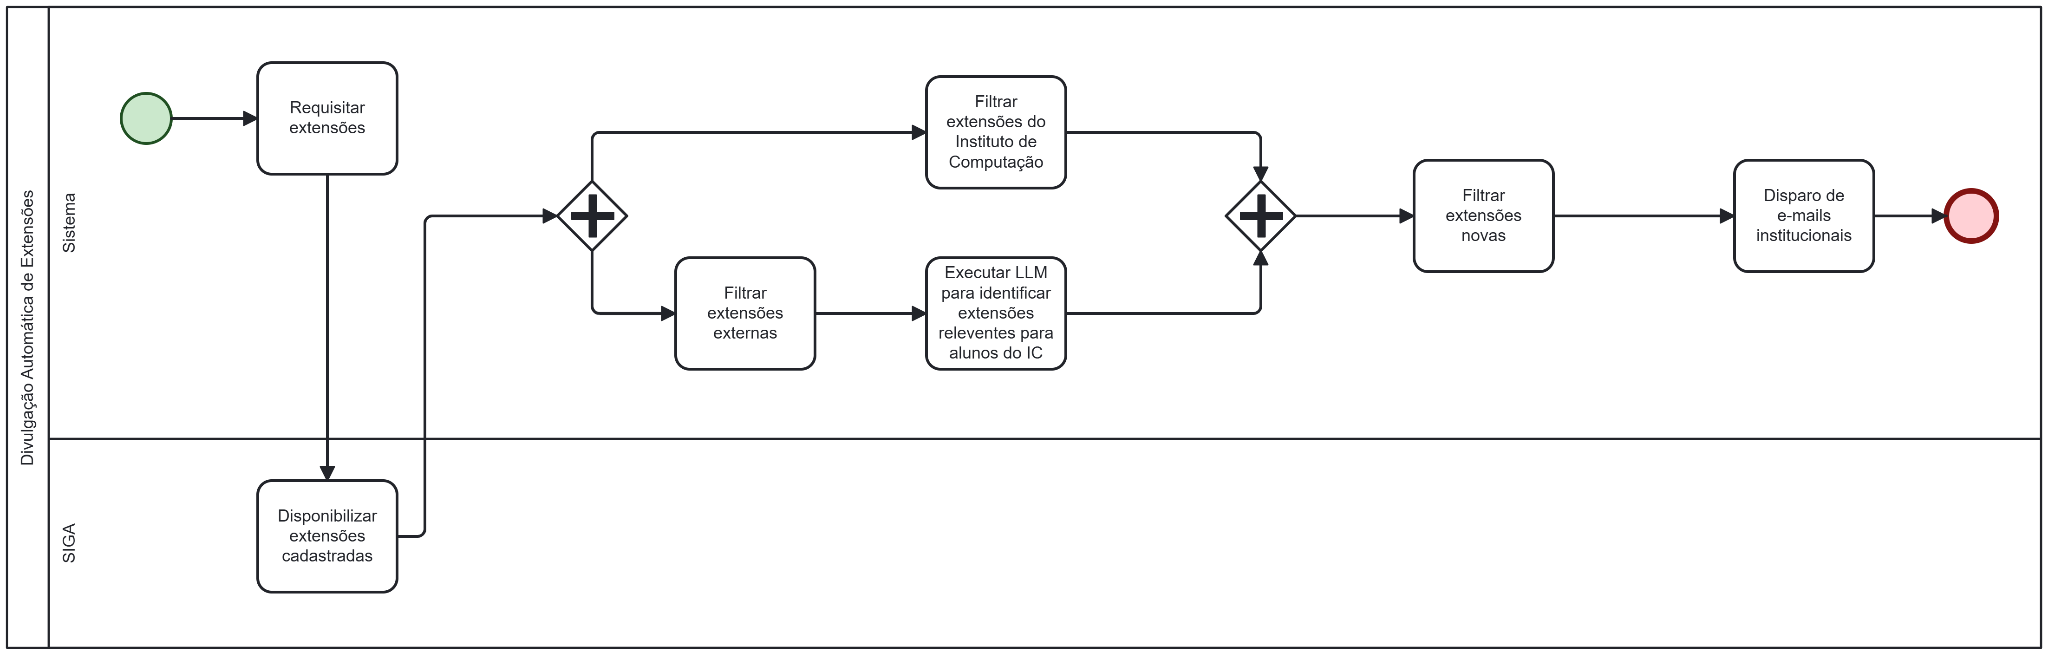 Divulgação Automática de Extensões
Sistema
Requisitar
extensões
Filtrar
extensões do
Instituto de
Computação
Filtrar
extensões
externas
Executar LLM
para identificar
extensões
releventes para
alunos do IC
Filtrar
extensões
novas
Disparo de
e-mails
institucionais
SIGA
Disponibilizar
extensões
cadastradas